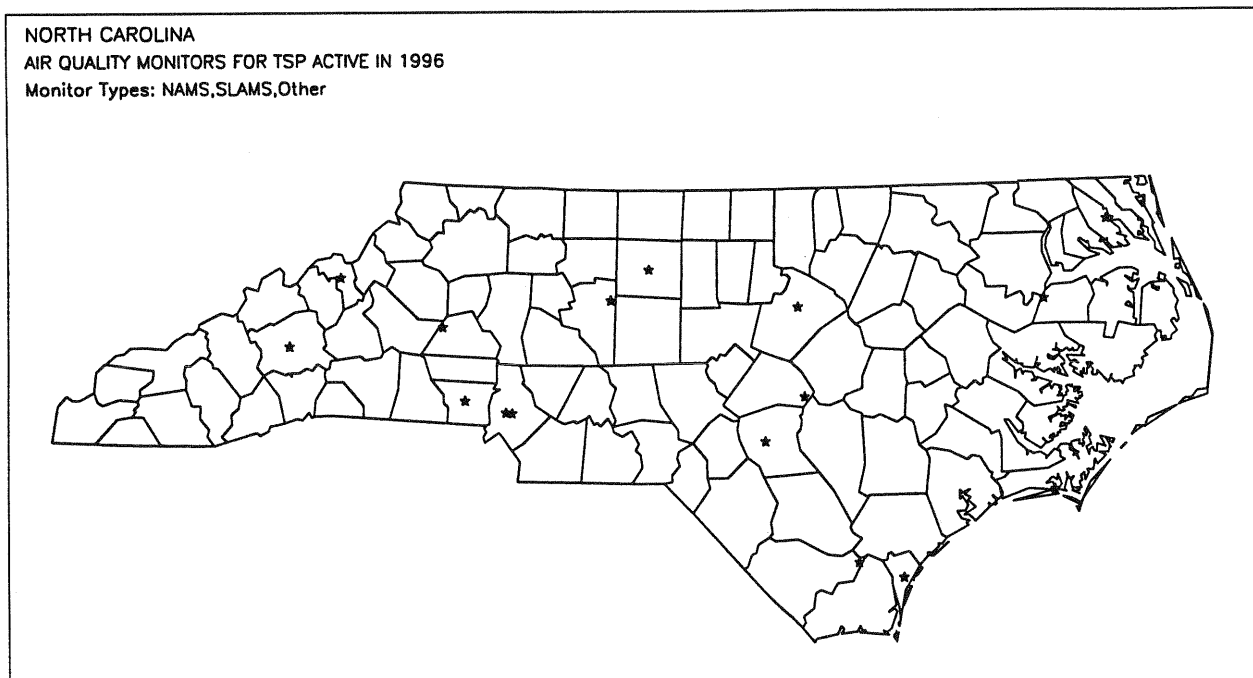 NORTH CAROLINA
AIR QUALITY MONITORS FOR TSP ACTIVE IN 1996
Monitor Types: NAMS,SLAMS,Other